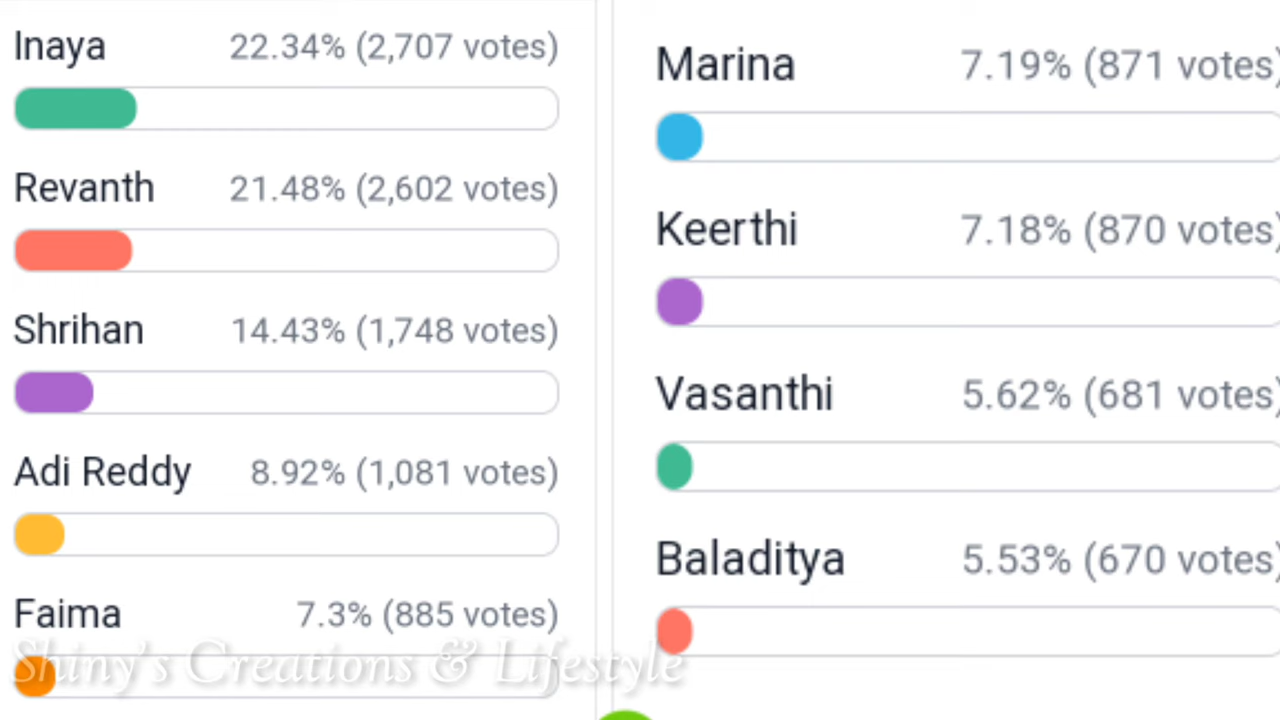 Inaya 22.34% (2,707 votes)
Revanth 21.48% (2,602 votes)
Shrihan 14.43% (1,748 votes)
Adi Reddy 8.92% (1,081 votes)
Faima 7.3% (885 votes)
Shiny's Creations & Lifestyle
Marina 7.19% (871 votes)
Keerthi 7.18% (870 votes)
Vasanthi 5.62% (681 votes)
Baladitya 5.53% (670 votes)